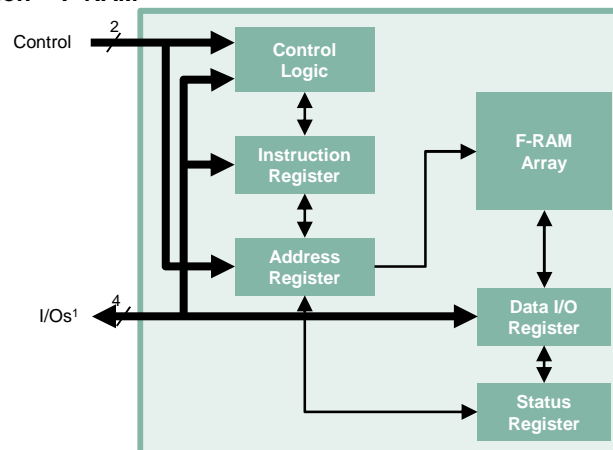 2
Control
Control
Logic
F-RAM
Array
Instruction
Register
Address
Register
4
I/Os¹
Data I/O
Register
Status
Register